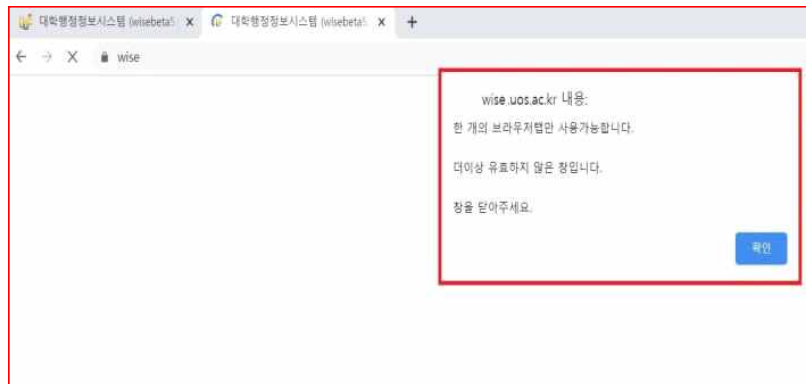 대학행정정보시스템 (wisebeta5 x 대학행정정보시스템 (wisebeta5 x +
← → X wise
wise.uos.ac.kr 내용:
한 개의 브라우저탭만 사용가능합니다.
더이상 유효하지 않은 창입니다.
창을 닫아주세요.
확인